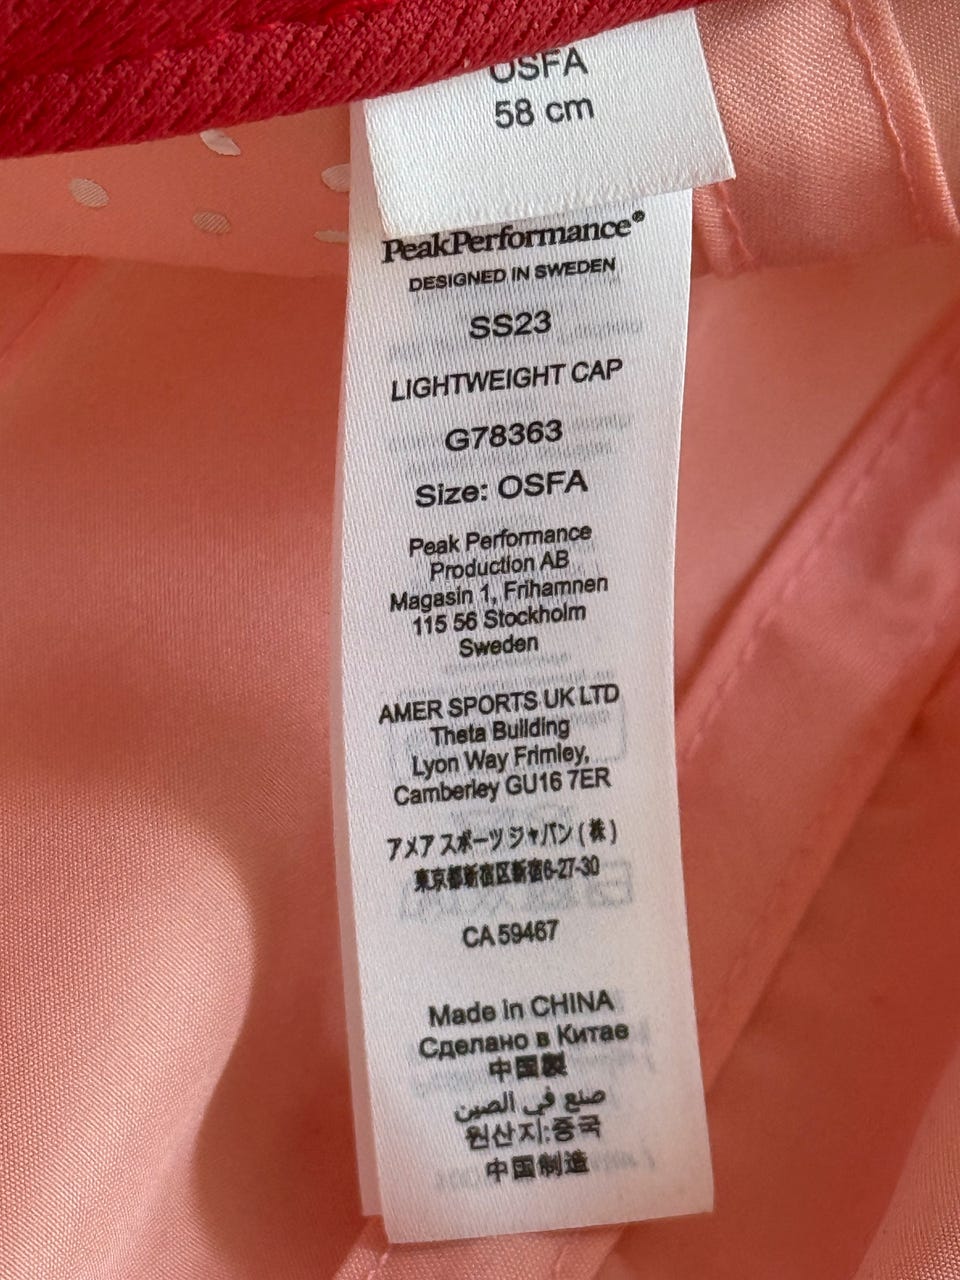 OSFA
58 cm
PeakPerformance®
DESIGNED IN SWEDEN
SS23
LIGHTWEIGHT CAP
G78363
Size: OSFA
Peak Performance
Production AB
Magasin 1, Frihamnen
115 56 Stockholm
Sweden
AMER SPORTS UK LTD
Theta Building
Lyon Way Frimley,
Camberley GU16 7ER
アメア スポーツ ジャパン (株)
東京都新宿区新宿6-27-30
CA 59467
Made in CHINA
Сделано в Китае
中国製
صنع في الصين
원산지:중국
中国制造